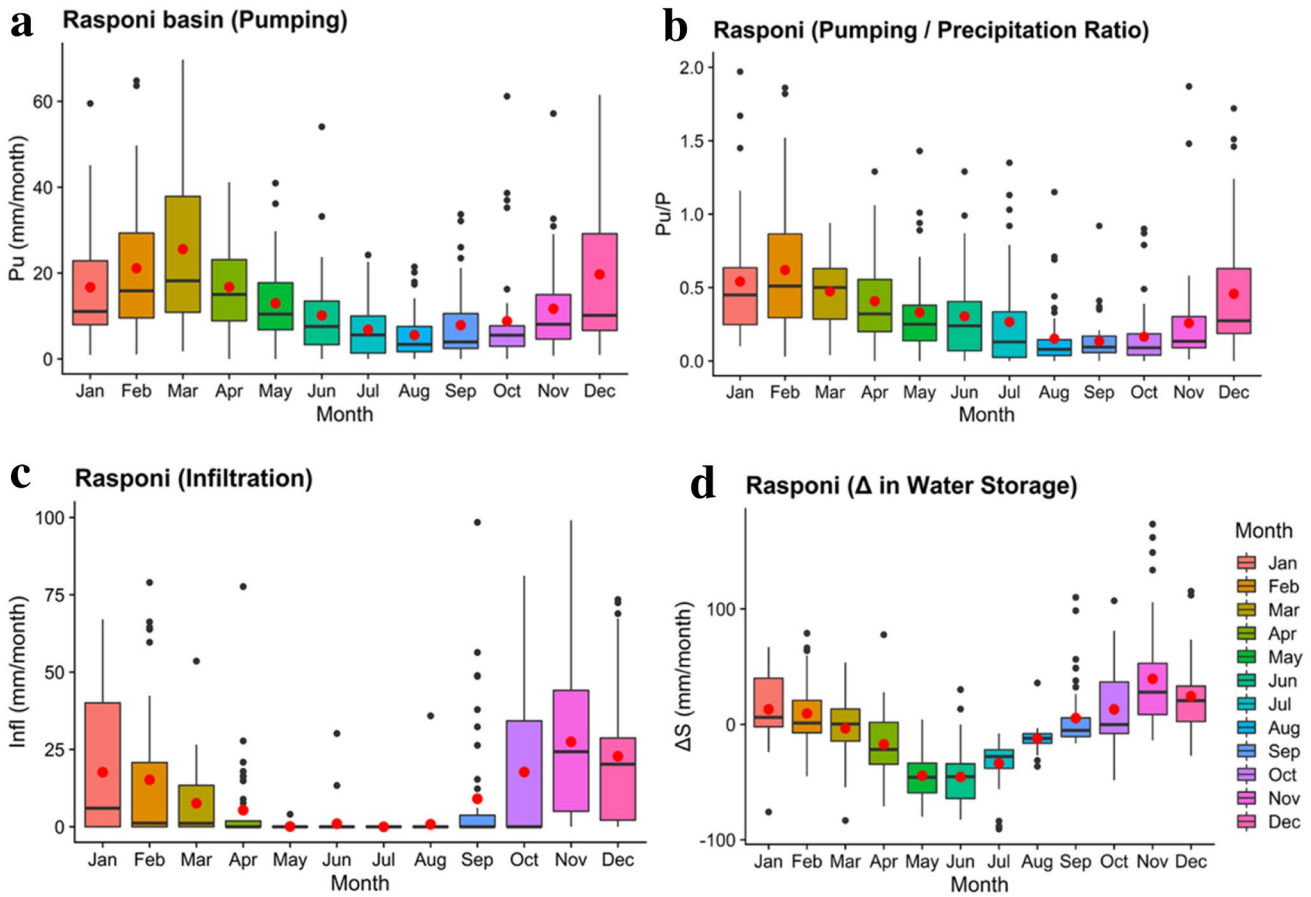 a Rasponi basin (Pumping)
Pu (mm/month)
60
40
20
0
Jan Feb Mar Apr May Jun Jul Aug Sep Oct Nov Dec
Month
b Rasponi (Pumping / Precipitation Ratio)
Pu/P
2.0
1.5
1.0
0.5
0.0
Jan Feb Mar Apr May Jun Jul Aug Sep Oct Nov Dec
Month
c Rasponi (Infiltration)
Infl (mm/month)
100
75
50
25
0
Jan Feb Mar Apr May Jun Jul Aug Sep Oct Nov Dec
Month
d Rasponi (Δ in Water Storage)
ΔS (mm/month)
100
0
-100
Jan Feb Mar Apr May Jun Jul Aug Sep Oct Nov Dec
Month
Month
Jan
Feb
Mar
Apr
May
Jun
Jul
Aug
Sep
Oct
Nov
Dec